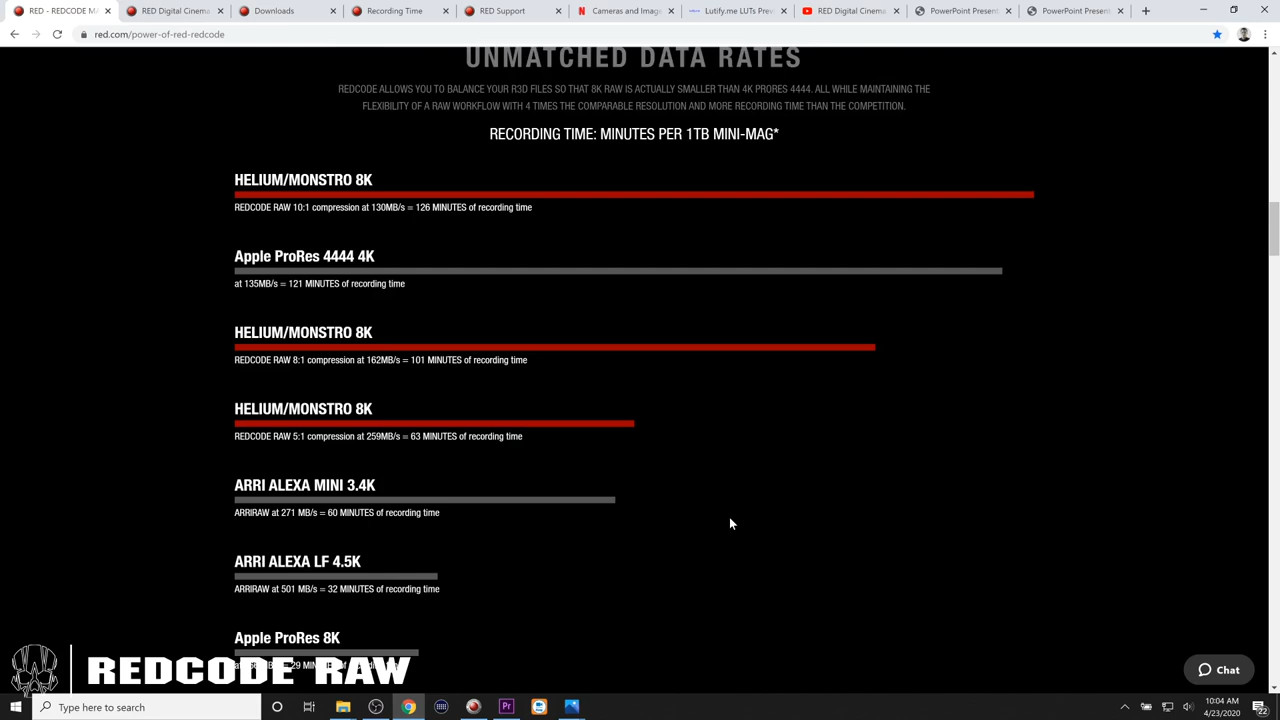 RED - REDCODE MA
RED Digital Cinema
Downloads
Recording Time
RED Support
Cameras and Imag
Lutify.me LUTs Prev
RED Digital Cinema
PowerPoint Present
PowerPoint Present
red.com/power-of-red-redcode
UNMATCHED DATA RATES
REDCODE ALLOWS YOU TO BALANCE YOUR R3D FILES SO THAT 8K RAW IS ACTUALLY SMALLER THAN 4K PRORES 4444. ALL WHILE MAINTAINING THE
FLEXIBILITY OF A RAW WORKFLOW WITH 4 TIMES THE COMPARABLE RESOLUTION AND MORE RECORDING TIME THAN THE COMPETITION.
RECORDING TIME: MINUTES PER 1TB MINI-MAG*
HELIUM/MONSTRO 8K
REDCODE RAW 10:1 compression at 130MB/s = 126 MINUTES of recording time
Apple ProRes 4444 4K
at 135MB/s = 121 MINUTES of recording time
HELIUM/MONSTRO 8K
REDCODE RAW 8:1 compression at 162MB/s = 101 MINUTES of recording time
HELIUM/MONSTRO 8K
REDCODE RAW 5:1 compression at 259MB/s = 63 MINUTES of recording time
ARRI ALEXA MINI 3.4K
ARRIRAW at 271 MB/s = 60 MINUTES of recording time
ARRI ALEXA LF 4.5K
ARRIRAW at 501 MB/s = 32 MINUTES of recording time
Apple ProRes 8K
= 29 MINUTES of
REDCODE RAW
Chat
Type here to search
Pr
10:04 AM
4/23/2020
22